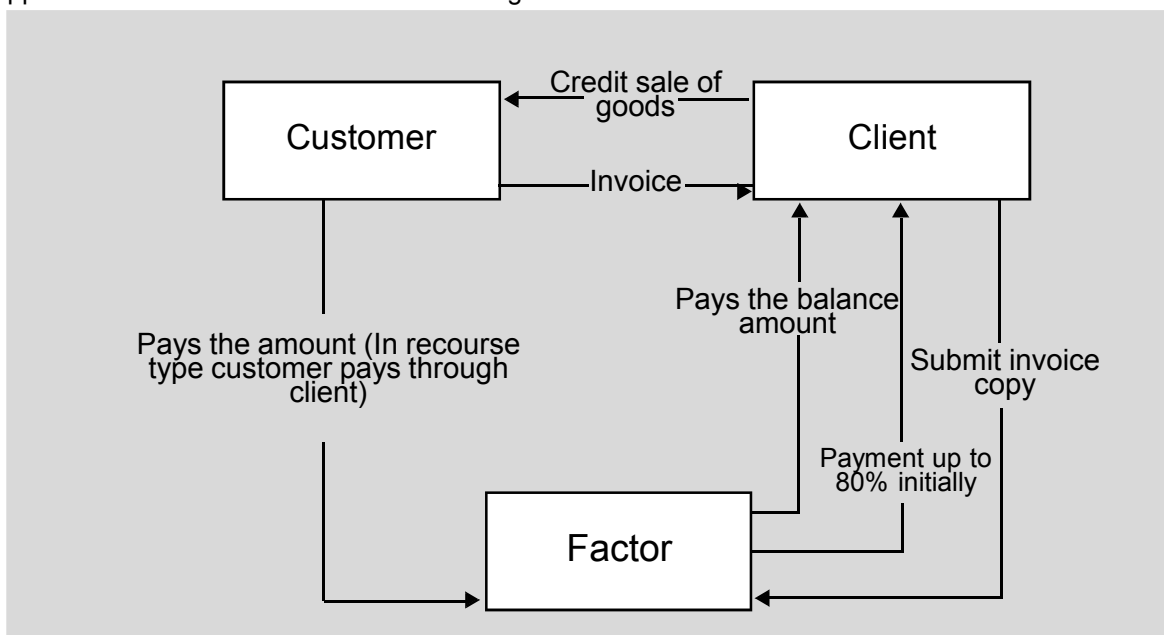 Credit sale of
goods
Customer
Client
Invoice
Pays the balance
amount
Pays the amount (In recourse
type customer pays through
client)
Submit invoice
copy
Payment up to
80% initially
Factor